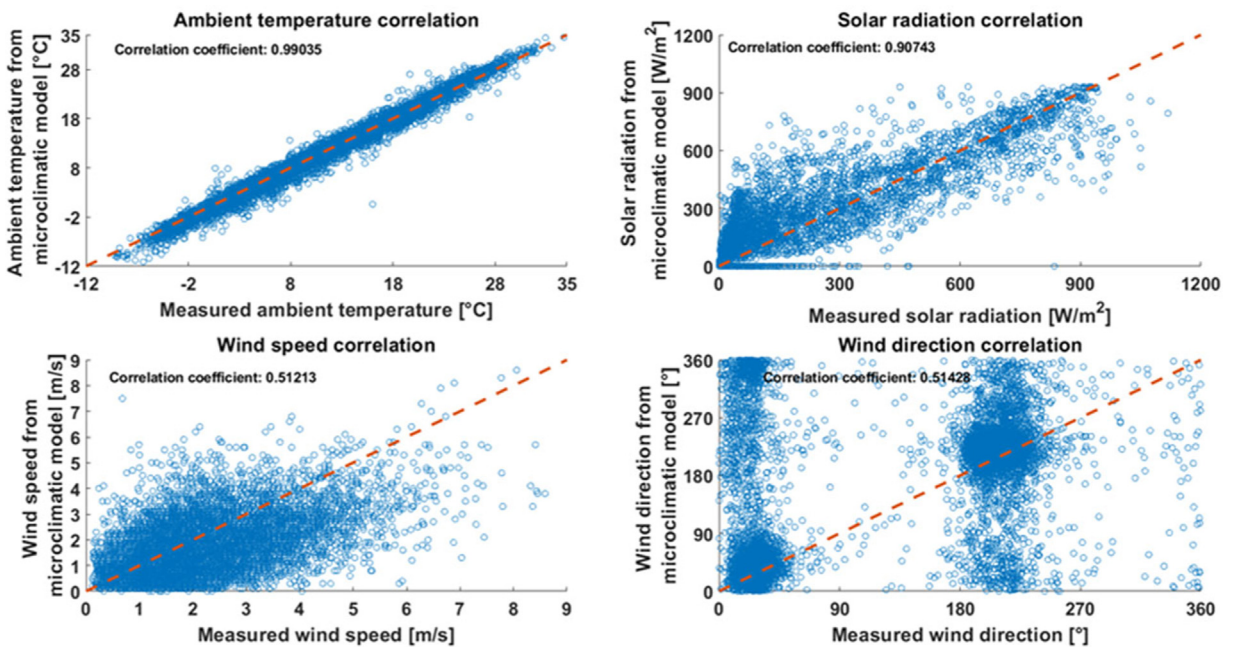 Ambient temperature correlation
Correlation coefficient: 0.99035
Ambient temperature from
microclimatic model [°C]
35
28
18
8
-2
-12
-12 -2 8 18 28 35
Measured ambient temperature [°C]
Solar radiation correlation
Correlation coefficient: 0.90743
Solar radiation from
microclimatic model [W/m²]
1200
900
600
300
0
0 300 600 900 1200
Measured solar radiation [W/m²]
Wind speed correlation
Correlation coefficient: 0.51213
Wind speed from
microclimatic model [m/s]
9
8
7
6
5
4
3
2
1
0
0 1 2 3 4 5 6 7 8 9
Measured wind speed [m/s]
Wind direction correlation
Correlation coefficient: 0.51428
Wind direction from
microclimatic model [°]
360
270
180
90
0
0 90 180 270 360
Measured wind direction [°]